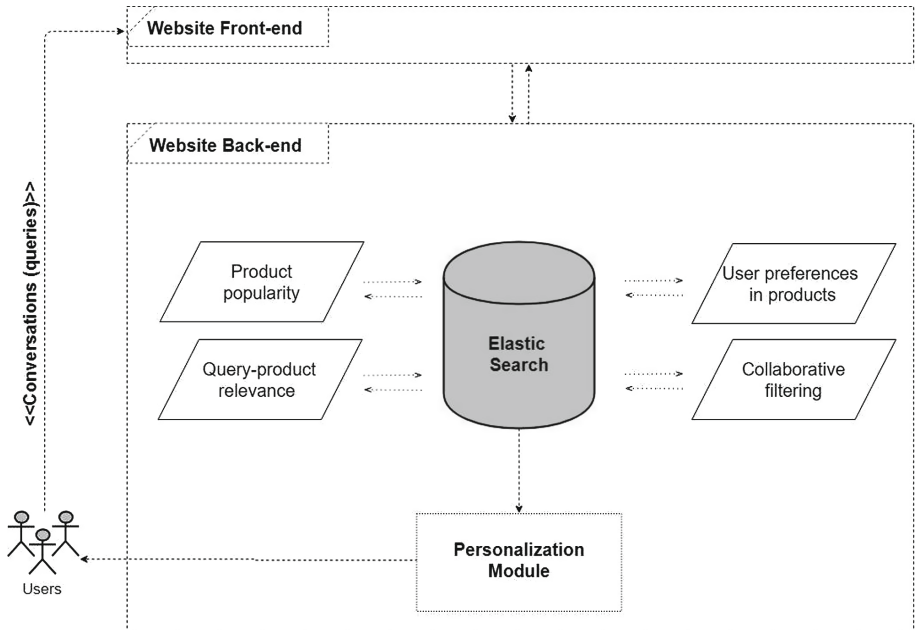 Website Front-end
Website Back-end
<<Conversations (queries)>>
Product
popularity
User preferences
in products
Elastic
Search
Query-product
relevance
Collaborative
filtering
Personalization
Module
Users